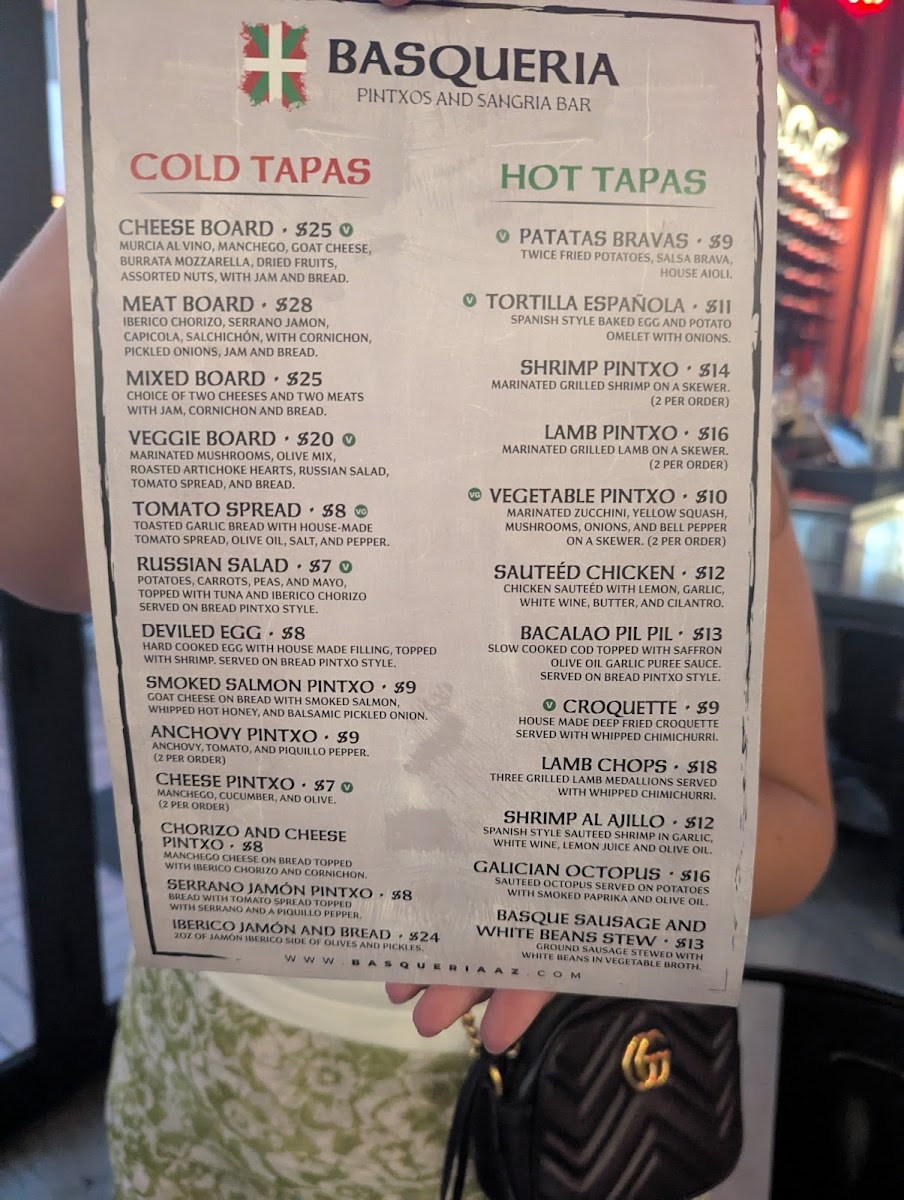 BASQUERIA
PINTXOS AND SANGRIA BAR
COLD TAPAS
CHEESE BOARD · $25 V
MURCIA AL VINO, MANCHEGO, GOAT CHEESE,
BURRATA MOZZARELLA, DRIED FRUITS,
ASSORTED NUTS, WITH JAM AND BREAD.
MEAT BOARD · $28
IBERICO CHORIZO, SERRANO JAMON,
CAPICOLA, SALCHICHÓN, WITH CORNICHON,
PICKLED ONIONS, JAM AND BREAD.
MIXED BOARD · $25
CHOICE OF TWO CHEESES AND TWO MEATS
WITH JAM, CORNICHON AND BREAD.
VEGGIE BOARD · $20 V
MARINATED MUSHROOMS, OLIVE MIX,
ROASTED ARTICHOKE HEARTS, RUSSIAN SALAD,
TOMATO SPREAD, AND BREAD.
TOMATO SPREAD · $8 VG
TOASTED GARLIC BREAD WITH HOUSE-MADE
TOMATO SPREAD, OLIVE OIL, SALT, AND PEPPER.
RUSSIAN SALAD · $7 V
POTATOES, CARROTS, PEAS, AND MAYO,
TOPPED WITH TUNA AND IBERICO CHORIZO
SERVED ON BREAD PINTXO STYLE.
DEVILED EGG · $8
HARD COOKED EGG WITH HOUSE MADE FILLING, TOPPED
WITH SHRIMP. SERVED ON BREAD PINTXO STYLE.
SMOKED SALMON PINTXO · $9
GOAT CHEESE ON BREAD WITH SMOKED SALMON,
WHIPPED HOT HONEY, AND BALSAMIC PICKLED ONION.
ANCHOVY PINTXO · $9
ANCHOVY, TOMATO, AND PIQUILLO PEPPER.
(2 PER ORDER)
CHEESE PINTXO · $7 V
MANCHEGO, CUCUMBER, AND OLIVE.
(2 PER ORDER)
CHORIZO AND CHEESE
PINTXO · $8
MANCHEGO CHEESE ON BREAD TOPPED
WITH IBERICO CHORIZO AND CORNICHON.
SERRANO JAMÓN PINTXO · $8
BREAD WITH TOMATO SPREAD TOPPED
WITH SERRANO AND A PIQUILLO PEPPER.
IBERICO JAMÓN AND BREAD · $24
2OZ OF JAMÓN IBERICO SIDE OF OLIVES AND PICKLES.
HOT TAPAS
V PATATAS BRAVAS · $9
TWICE FRIED POTATOES, SALSA BRAVA,
HOUSE AIOLI.
V TORTILLA ESPAÑOLA · $11
SPANISH STYLE BAKED EGG AND POTATO
OMELET WITH ONIONS.
SHRIMP PINTXO · $14
MARINATED GRILLED SHRIMP ON A SKEWER.
(2 PER ORDER)
LAMB PINTXO · $16
MARINATED GRILLED LAMB ON A SKEWER.
(2 PER ORDER)
VG VEGETABLE PINTXO · $10
MARINATED ZUCCHINI, YELLOW SQUASH,
MUSHROOMS, ONIONS, AND BELL PEPPER
ON A SKEWER. (2 PER ORDER)
SAUTEÉD CHICKEN · $12
CHICKEN SAUTEÉD WITH LEMON, GARLIC,
WHITE WINE, BUTTER, AND CILANTRO.
BACALAO PIL PIL · $13
SLOW COOKED COD TOPPED WITH SAFFRON
OLIVE OIL GARLIC PUREE SAUCE.
SERVED ON BREAD PINTXO STYLE.
V CROQUETTE · $9
HOUSE MADE DEEP FRIED CROQUETTE
SERVED WITH WHIPPED CHIMICHURRI.
LAMB CHOPS · $18
THREE GRILLED LAMB MEDALLIONS SERVED
WITH WHIPPED CHIMICHURRI.
SHRIMP AL AJILLO · $12
SPANISH STYLE SAUTEED SHRIMP IN GARLIC,
WHITE WINE, LEMON JUICE AND OLIVE OIL.
GALICIAN OCTOPUS · $16
SAUTEED OCTOPUS SERVED ON POTATOES
WITH SMOKED PAPRIKA AND OLIVE OIL.
BASQUE SAUSAGE AND
WHITE BEANS STEW · $13
GROUND SAUSAGE STEWED WITH
WHITE BEANS IN VEGETABLE BROTH.
WWW.BASQUERIAAZ.COM